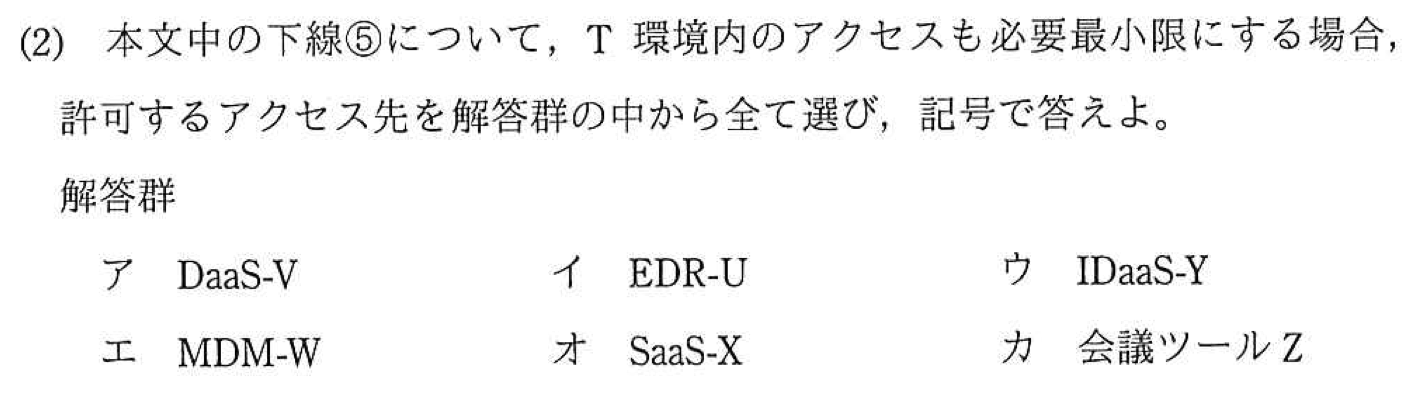 (2) 本文中の下線⑤について，T 環境内のアクセスも必要最小限にする場合，
許可するアクセス先を解答群の中から全て選び，記号で答えよ。
解答群
ア DaaS-V イ EDR-U ウ IDaaS-Y
エ MDM-W オ SaaS-X カ 会議ツール Z